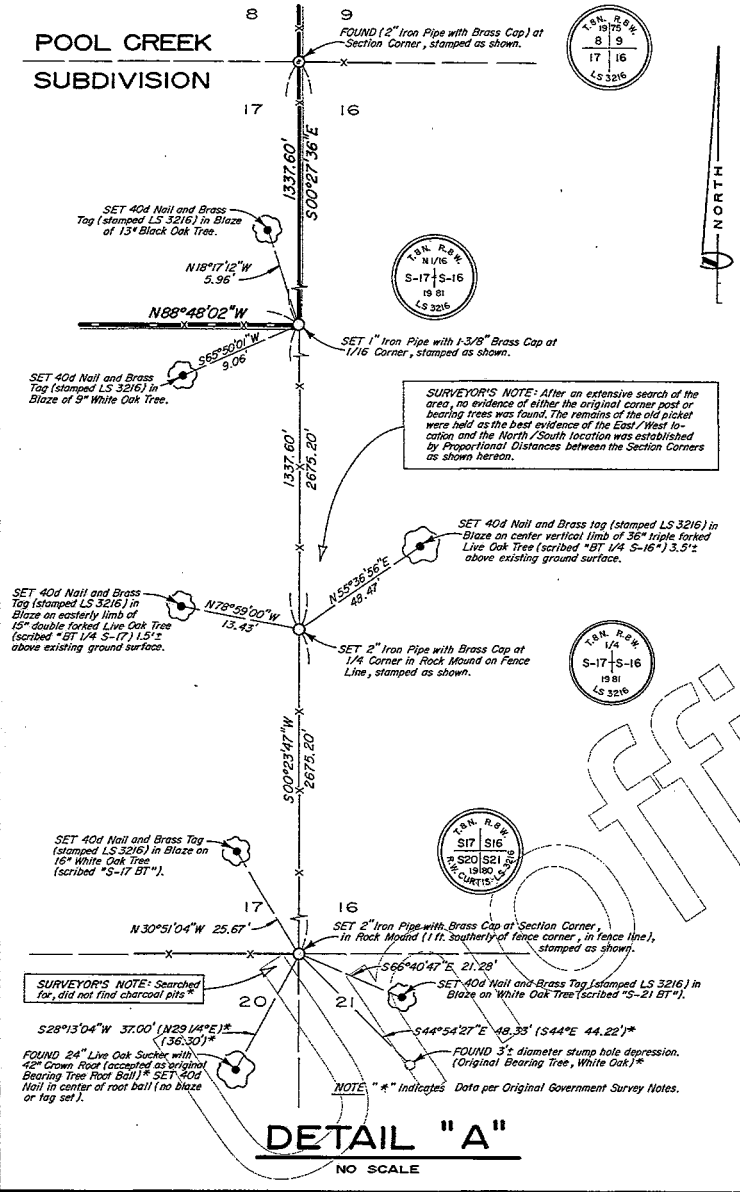 8 9
POOL CREEK
SUBDIVISION
FOUND (2" Iron Pipe with Brass Cap) at
Section Corner, stamped as shown.
T.8N. R.8W.
1975
8 9
17 16
LS 3216
17 16
1337.60'
S00°27'36"E
NORTH
SET 40d Nail and Brass
Tag (stamped LS 3216) in Blaze
of 13" Black Oak Tree.
N18°17'12"W
5.96'
T.8N. R.8W.
N 1/16
S-17 S-16
1981
LS 3216
N88°48'02"W
SET 1" Iron Pipe with 1-3/8" Brass Cap at
1/16 Corner, stamped as shown.
S65°50'01"W
9.06'
SET 40d Nail and Brass
Tag (stamped LS 3216) in
Blaze of 9" White Oak Tree.
SURVEYOR'S NOTE: After an extensive search of the
area, no evidence of either the original corner post or
bearing trees was found. The remains of the old picket
were held as the best evidence of the East/West lo-
cation and the North/South location was established
by Proportional Distances between the Section Corners
as shown hereon.
1337.60'
2675.20'
SET 40d Nail and Brass tag (stamped LS 3216) in
Blaze on center vertical limb of 36" triple forked
Live Oak Tree (scribed "BT 1/4 S-16") 3.5'±
above existing ground surface.
N55°36'56"E
48.47'
SET 40d Nail and Brass
Tag (stamped LS 3216) in
Blaze on easterly limb of
15" double forked Live Oak Tree
(scribed "BT 1/4 S-17) 1.5'±
above existing ground surface.
N78°59'00"W
13.43'
SET 2" Iron Pipe with Brass Cap at
1/4 Corner in Rock Mound on Fence
Line, stamped as shown.
T.8N. R.8W.
1/4
S-17 S-16
1981
LS 3216
S00°23'47"W
2675.20'
SET 40d Nail and Brass Tag
(stamped LS 3216) in Blaze on
16" White Oak Tree
(scribed "S-17 BT").
T.8N. R.8W.
S17 S16
S20 S21
1980
R.W. CURTIS-LS 3216
17 16
N30°51'04"W 25.67'
SET 2" Iron Pipe with Brass Cap at Section Corner,
in Rock Mound (1 ft. southerly of fence corner, in fence line),
stamped as shown.
S66°40'47"E 21.28'
SURVEYOR'S NOTE: Searched
for, did not find charcoal pits*
SET 40d Nail and Brass Tag (stamped LS 3216) in
Blaze on White Oak Tree (scribed "S-21 BT").
20 21
S28°13'04"W 37.00' (N29 1/4°E)*
(36.30')*
S44°54'27"E 48.33' (S44°E 44.22')*
FOUND 24" Live Oak Sucker with
42" Crown Root (accepted as original
Bearing Tree Root Ball)* SET 40d
Nail in center of root ball (no blaze
or tag set).
FOUND 3'± diameter stump hole depression.
(Original Bearing Tree, White Oak)*
NOTE "*" Indicates Data per Original Government Survey Notes.
DETAIL "A"
NO SCALE